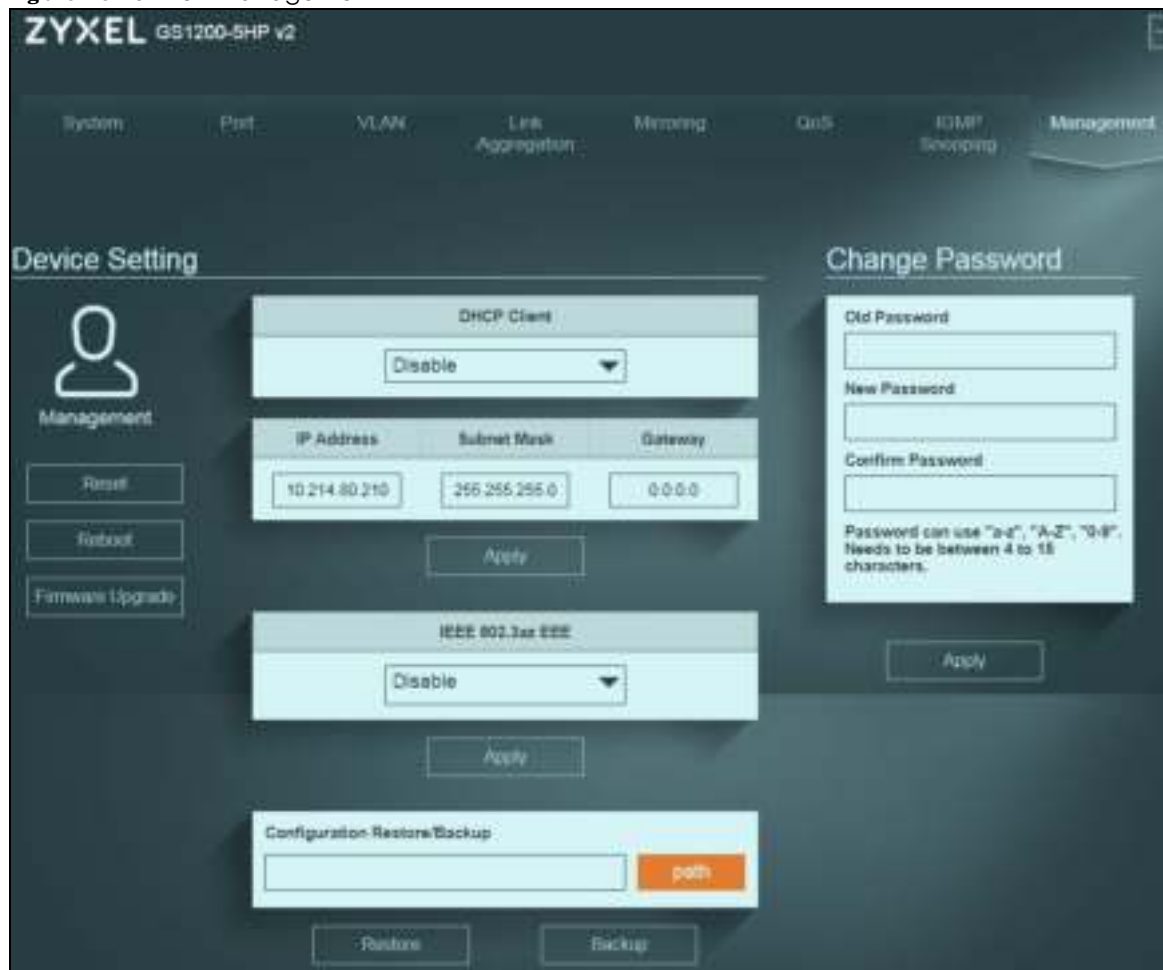 ZYXEL GS1200-5HP v2
System
Port
VLAN
Link
Aggregation
Mirroring
QoS
IGMP
Snooping
Management
Device Setting
Management
Reset
Reboot
Firmware Upgrade
DHCP Client
Disable
IP Address Subnet Mask Gateway
10.214.80.210 255.255.255.0 0.0.0.0
Apply
IEEE 802.3az EEE
Disable
Apply
Configuration Restore/Backup
path
Restore Backup
Change Password
Old Password
New Password
Confirm Password
Password can use "a-z", "A-Z", "0-9".
Needs to be between 4 to 15
characters.
Apply